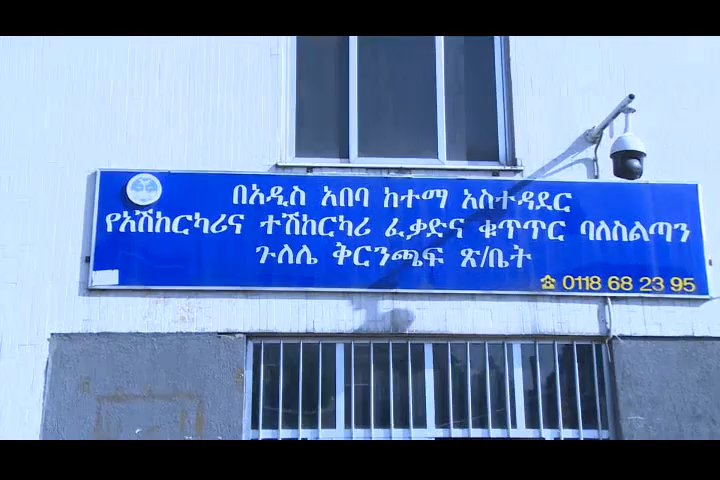 በአዲስ አበባ ከተማ አስተዳደር
የአሽከርካሪና ተሽከርካሪ ፈቃድና ቁጥጥር ባለስልጣን
ጉለሌ ቅርንጫፍ ጽ/ቤት
☎ 0118 68 23 95